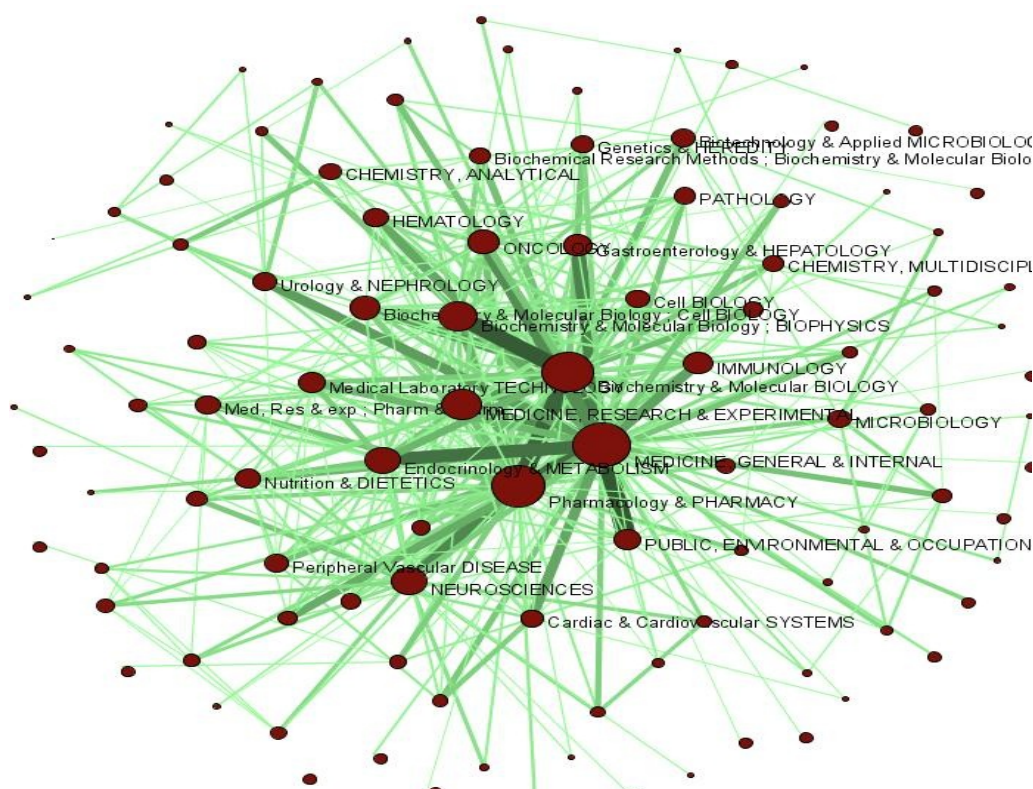 Biotechnology & Applied MICROBIOLOG
Genetics & HEREDITY
Biochemical Research Methods ; Biochemistry & Molecular Biolo
CHEMISTRY, ANALYTICAL
PATHOLOGY
HEMATOLOGY
ONCOLOGY
Gastroenterology & HEPATOLOGY
CHEMISTRY, MULTIDISCIPL
Urology & NEPHROLOGY
Cell BIOLOGY
Biochemistry & Molecular Biology ; Cell BIOLOGY
Biochemistry & Molecular Biology ; BIOPHYSICS
IMMUNOLOGY
Medical Laboratory TECHNOLOGY
Biochemistry & Molecular BIOLOGY
Med, Res & exp ; Pharm & Pharm
MEDICINE, RESEARCH & EXPERIMENTAL
MICROBIOLOGY
MEDICINE, GENERAL & INTERNAL
Endocrinology & METABOLISM
Nutrition & DIETETICS
Pharmacology & PHARMACY
PUBLIC, ENVIRONMENTAL & OCCUPATION
Peripheral Vascular DISEASE
NEUROSCIENCES
Cardiac & Cardiovascular SYSTEMS